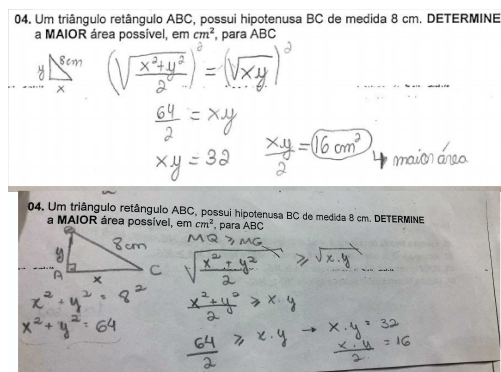 04. Um triângulo retângulo ABC, possui hipotenusa BC de medida 8 cm. DETERMINE
a MAIOR área possível, em cm², para ABC
y 8cm x
(√((x²+y²)/2))² = (√(xy))²
64/2 = x.y
x.y = 32
x.y/2 = 16 cm² ↳ maior área
04. Um triângulo retângulo ABC, possui hipotenusa BC de medida 8 cm. DETERMINE
a MAIOR área possível, em cm², para ABC
y 8cm A x C
x² + y² = 8²
x² + y² = 64
MQ ≥ MG
√((x² + y²)/2) ≥ √(x.y)
(x² + y²)/2 ≥ x.y
64/2 ≥ x.y → x.y = 32
x.y/2 = 16